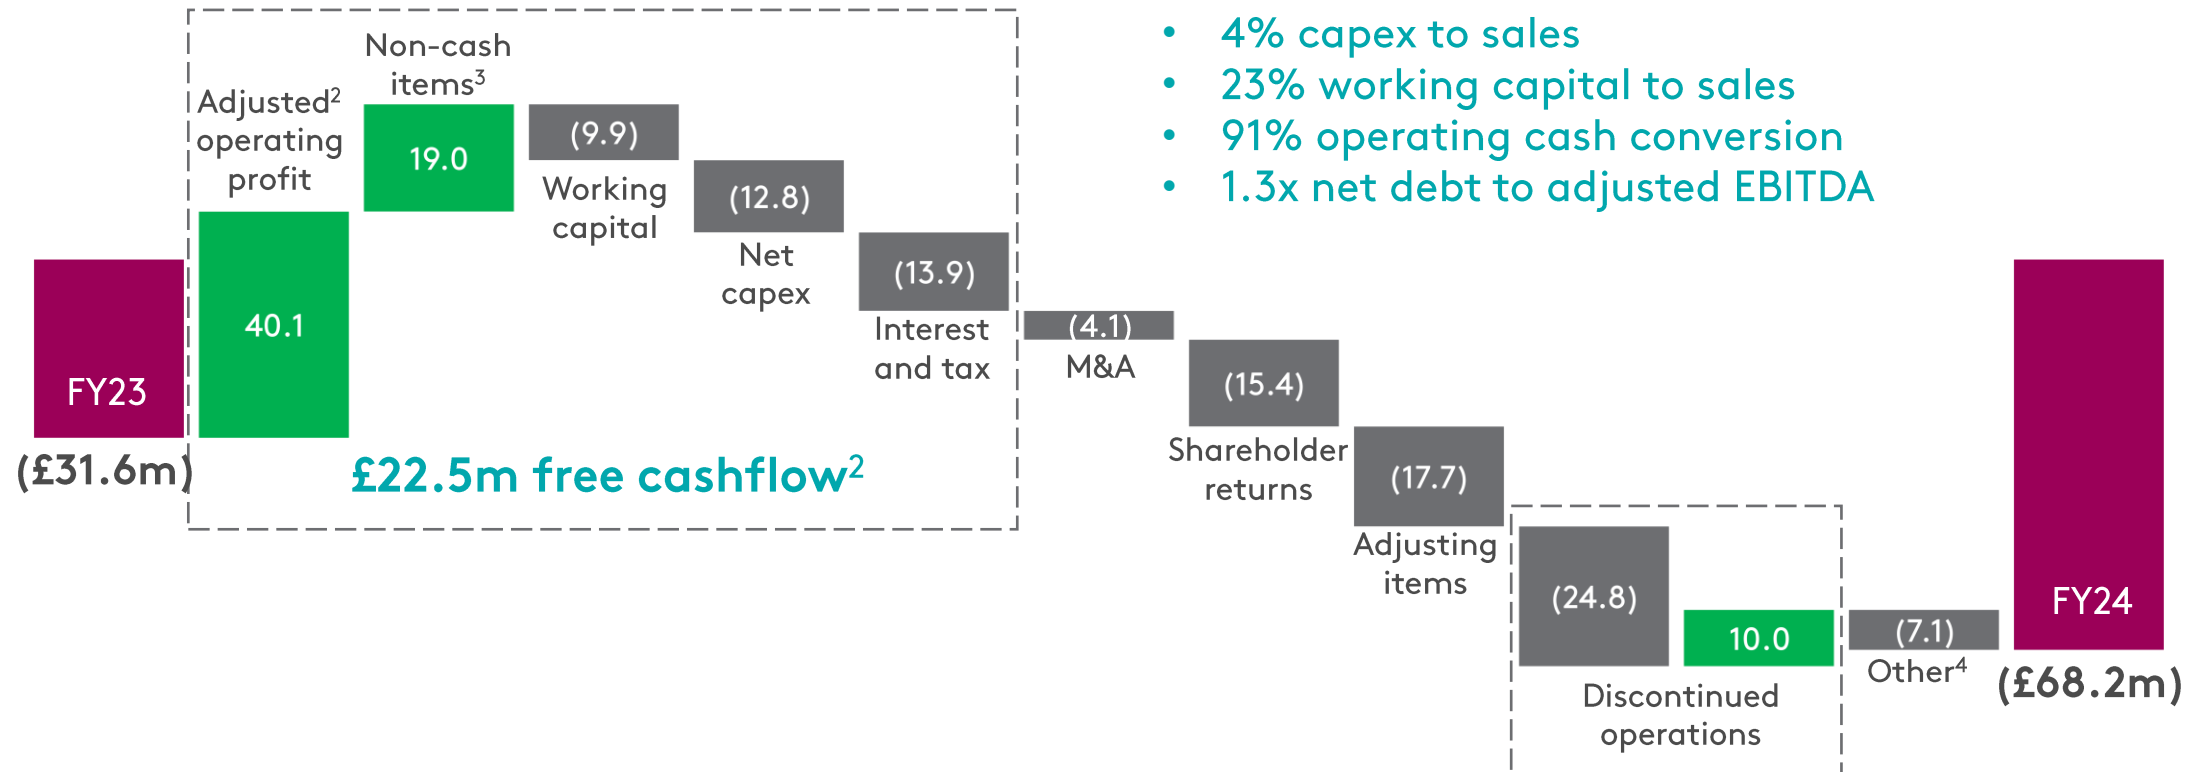 • 4% capex to sales
• 23% working capital to sales
• 91% operating cash conversion
• 1.3x net debt to adjusted EBITDA
FY23
(£31.6m)
Adjusted²
operating
profit
40.1
Non-cash
items³
19.0
(9.9)
Working
capital
(12.8)
Net
capex
(13.9)
Interest
and tax
£22.5m free cashflow²
(4.1)
M&A
(15.4)
Shareholder
returns
(17.7)
Adjusting
items
(24.8)
10.0
Discontinued
operations
(7.1)
Other⁴
FY24
(£68.2m)